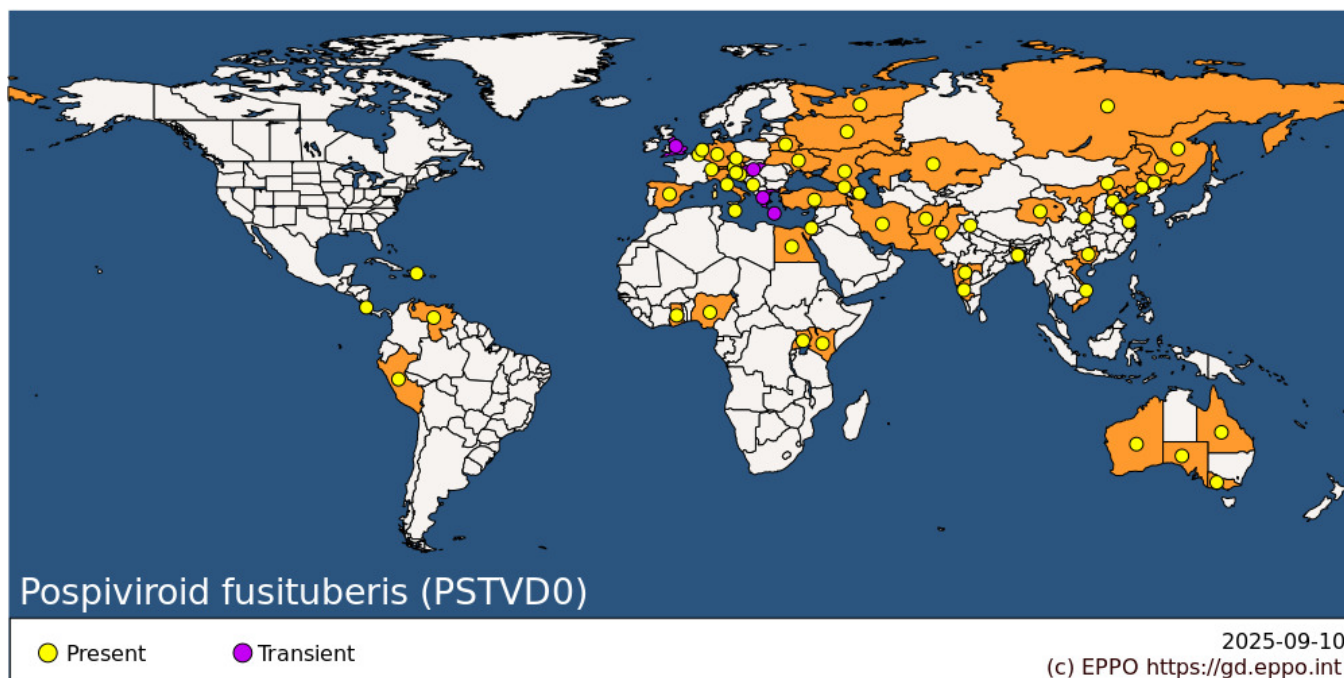 Pospiviroid fusituberis (PSTVD0)
Present
Transient
2025-09-10
(c) EPPO https://gd.eppo.int